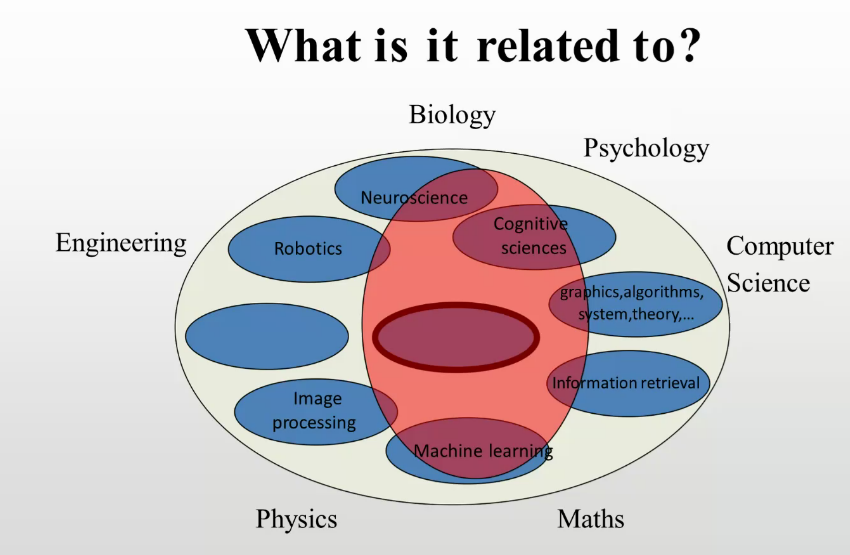 What is it related to?
Biology
Psychology
Neuroscience
Cognitive
sciences
Engineering
Robotics
Computer
Science
graphics,algorithms,
system,theory,...
Information retrieval
Image
processing
Machine learning
Physics
Maths